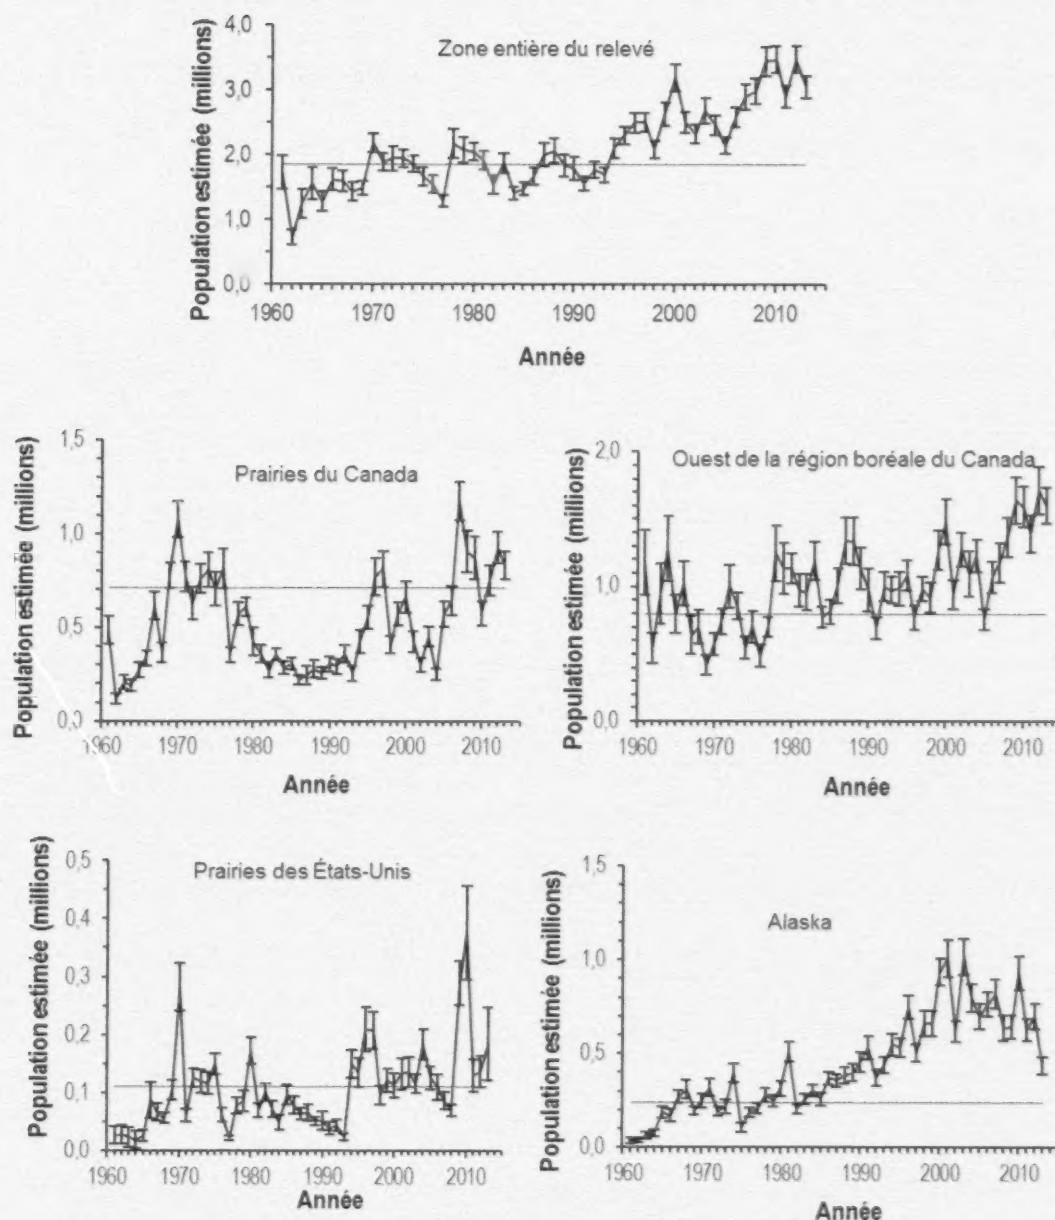 Zone entière du relevé
Population estimée (millions)
4,0
3,0
2,0
1,0
0,0
1960 1970 1980 1990 2000 2010
Année
Prairies du Canada
Population estimée (millions)
1,5
1,0
0,5
0,0
1960 1970 1980 1990 2000 2010
Année
Ouest de la région boréale du Canada
Population estimée (millions)
2,0
1,0
0,0
1960 1970 1980 1990 2000 2010
Année
Prairies des États-Unis
Population estimée (millions)
0,5
0,4
0,3
0,2
0,1
0,0
1960 1970 1980 1990 2000 2010
Année
Alaska
Population estimée (millions)
1,5
1,0
0,5
0,0
1960 1970 1980 1990 2000 2010
Année